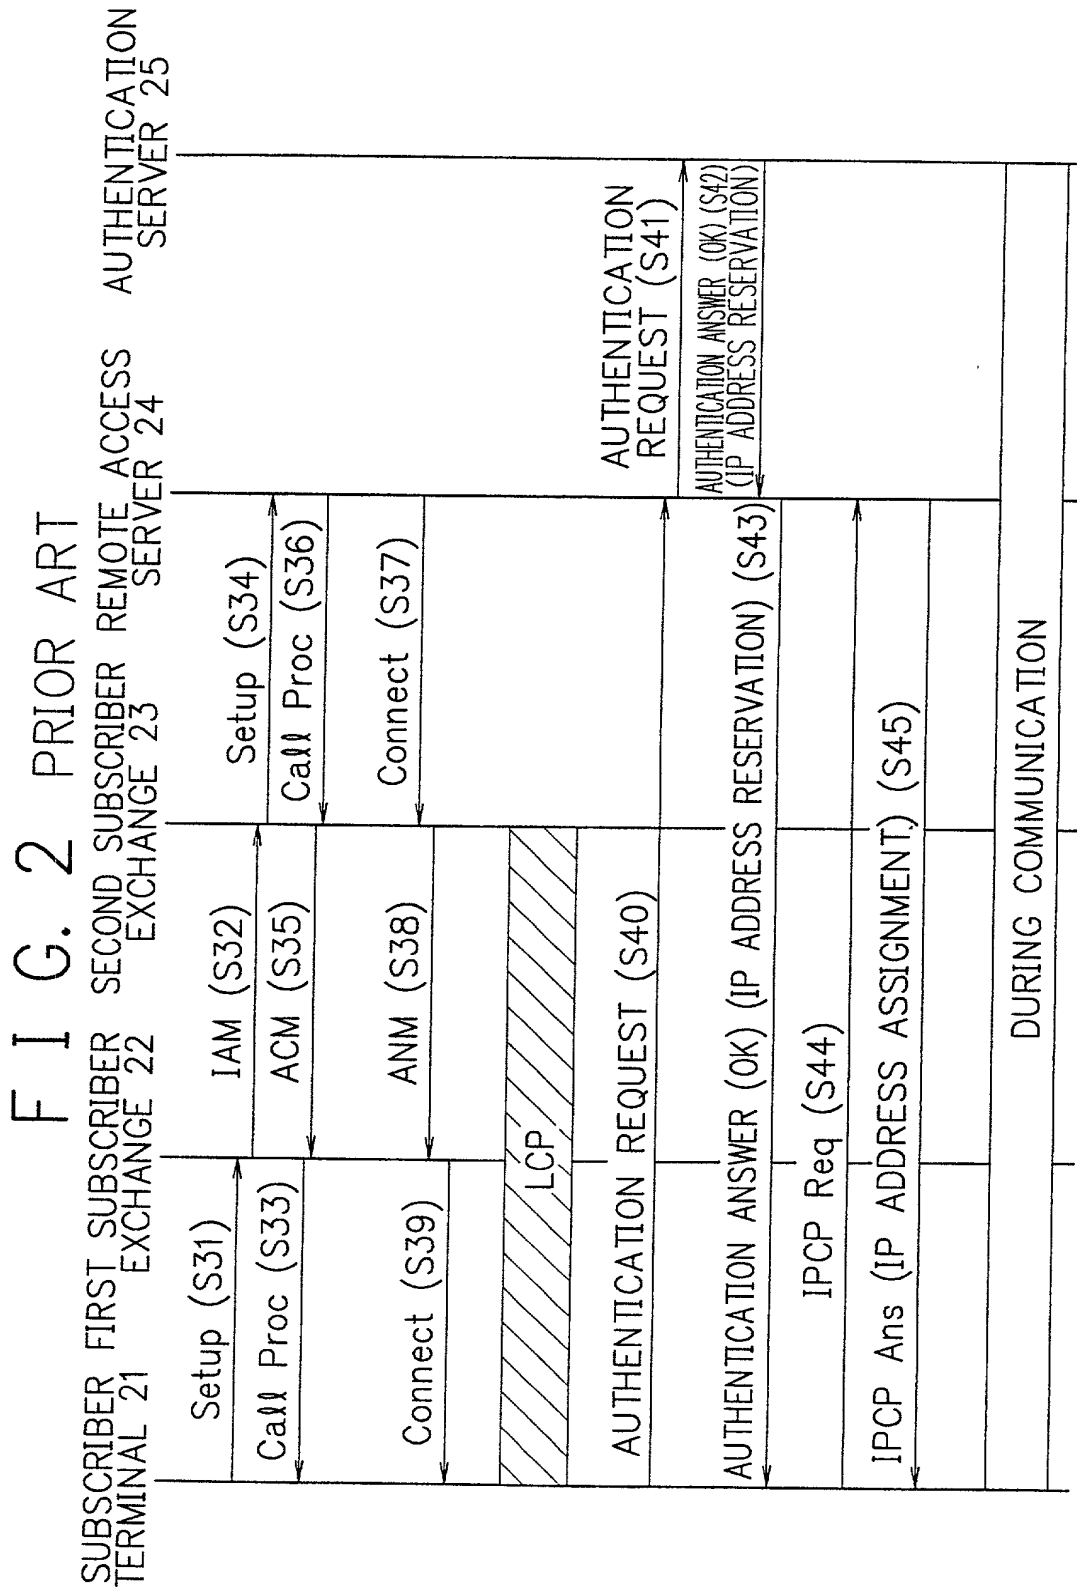 FIG. 2 PRIOR ART
SUBSCRIBER
TERMINAL 21
FIRST SUBSCRIBER
EXCHANGE 22
SECOND SUBSCRIBER
EXCHANGE 23
REMOTE ACCESS
SERVER 24
AUTHENTICATION
SERVER 25
Setup (S31)
IAM (S32)
Call Proc (S33)
Setup (S34)
ACM (S35)
Call Proc (S36)
Connect (S37)
ANM (S38)
Connect (S39)
LCP
AUTHENTICATION REQUEST (S40)
AUTHENTICATION
REQUEST (S41)
AUTHENTICATION ANSWER (OK) (S42)
(IP ADDRESS RESERVATION)
AUTHENTICATION ANSWER (OK) (IP ADDRESS RESERVATION) (S43)
IPCP Req (S44)
IPCP Ans (IP ADDRESS ASSIGNMENT) (S45)
DURING COMMUNICATION